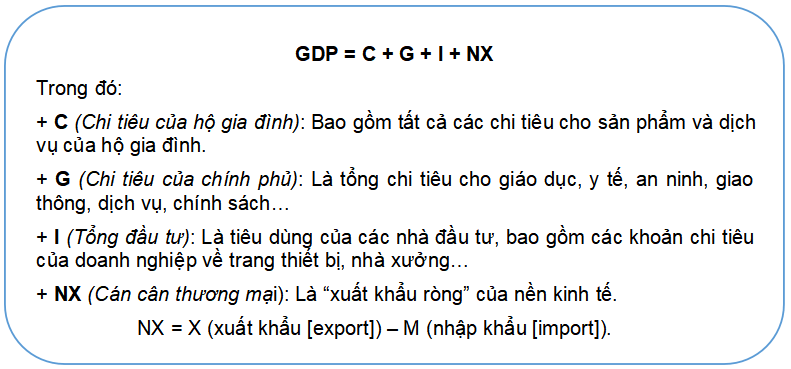 GDP = C + G + I + NX
Trong đó:
+ C (Chi tiêu của hộ gia đình): Bao gồm tất cả các chi tiêu cho sản phẩm và dịch
vụ của hộ gia đình.
+ G (Chi tiêu của chính phủ): Là tổng chi tiêu cho giáo dục, y tế, an ninh, giao
thông, dịch vụ, chính sách…
+ I (Tổng đầu tư): Là tiêu dùng của các nhà đầu tư, bao gồm các khoản chi tiêu
của doanh nghiệp về trang thiết bị, nhà xưởng…
+ NX (Cán cân thương mại): Là “xuất khẩu ròng” của nền kinh tế.
NX = X (xuất khẩu [export]) – M (nhập khẩu [import]).